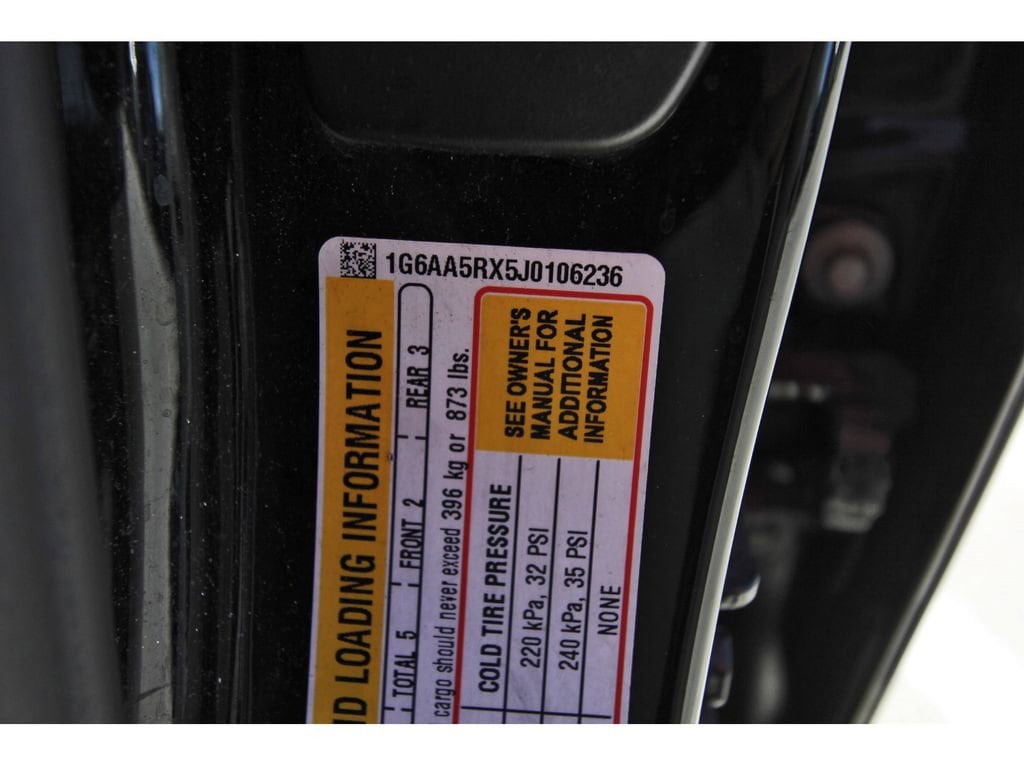 1G6AA5RX5J0106236
ND LOADING INFORMATION
TOTAL 5 FRONT 2 REAR 3
cargo should never exceed 396 kg or 873 lbs.
COLD TIRE PRESSURE
220 kPa, 32 PSI
240 kPa, 35 PSI
NONE
SEE OWNER'S
MANUAL FOR
ADDITIONAL
INFORMATION